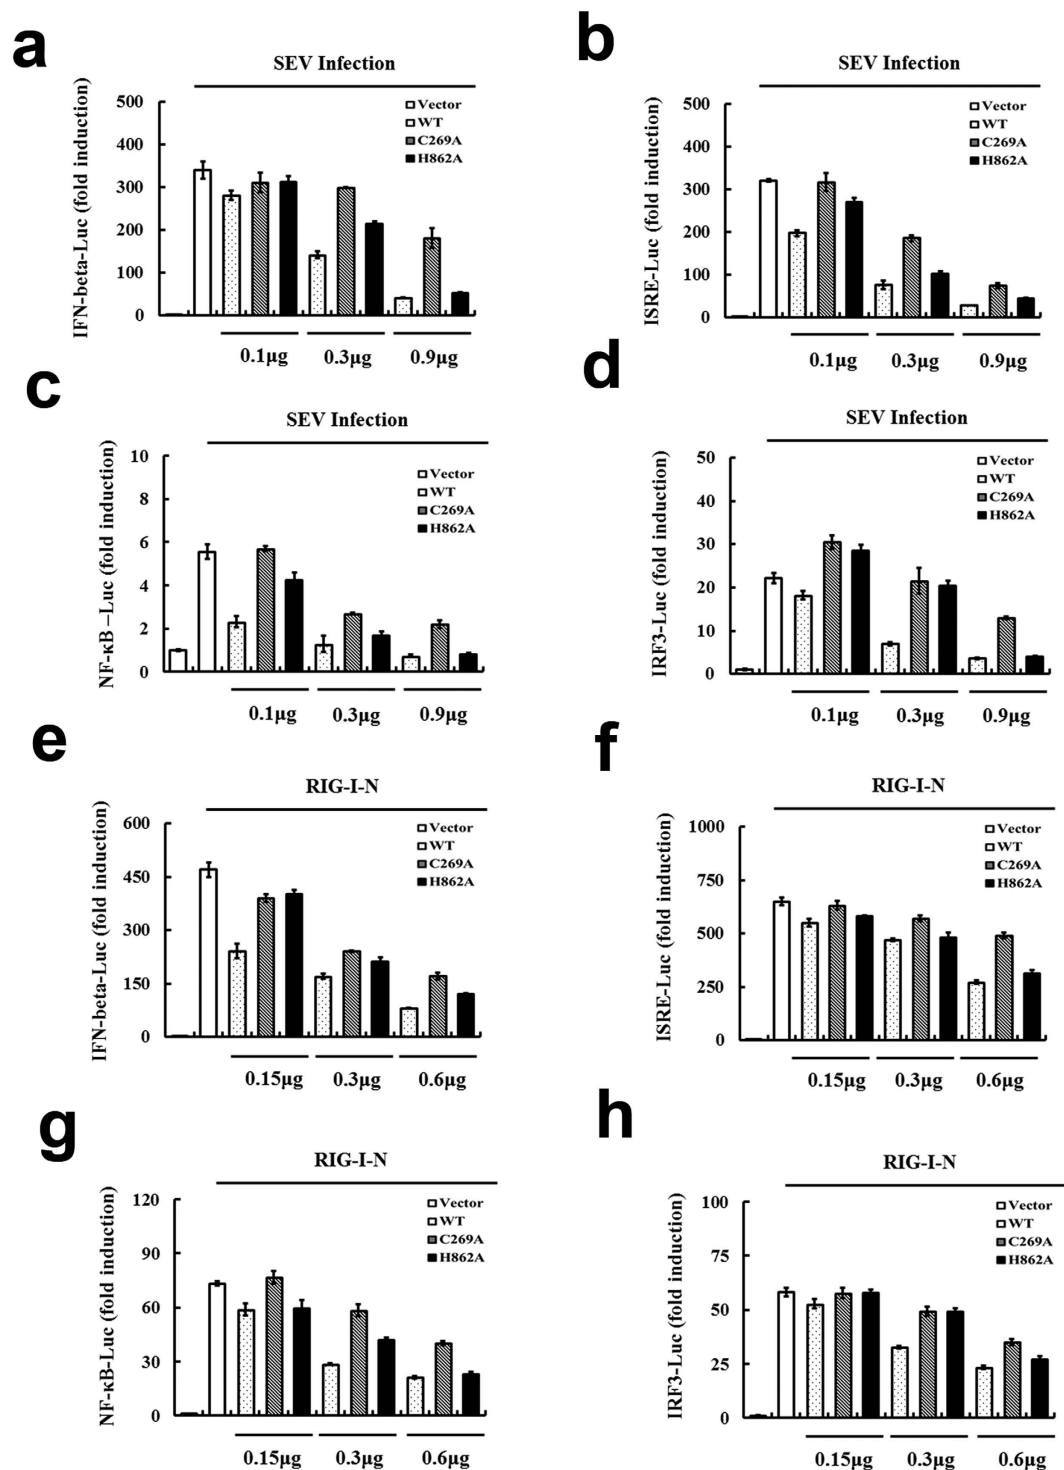 a
SEV Infection
IFN-beta-Luc (fold induction)
500
400
300
200
100
0
Vector
WT
C269A
H862A
0.1µg 0.3µg 0.9µg
b
SEV Infection
ISRE-Luc (fold induction)
500
400
300
200
100
0
Vector
WT
C269A
H862A
0.1µg 0.3µg 0.9µg
c
SEV Infection
NF-κB –Luc (fold induction)
10
8
6
4
2
0
Vector
WT
C269A
H862A
0.1µg 0.3µg 0.9µg
d
SEV Infection
IRF3-Luc (fold induction)
50
40
30
20
10
0
Vector
WT
C269A
H862A
0.1µg 0.3µg 0.9µg
e
RIG-I-N
IFN-beta-Luc (fold induction)
600
450
300
150
0
Vector
WT
C269A
H862A
0.15µg 0.3µg 0.6µg
f
RIG-I-N
ISRE-Luc (fold induction)
1000
750
500
250
0
Vector
WT
C269A
H862A
0.15µg 0.3µg 0.6µg
g
RIG-I-N
NF-κB-Luc (fold induction)
120
90
60
30
0
Vector
WT
C269A
H862A
0.15µg 0.3µg 0.6µg
h
RIG-I-N
IRF3-Luc (fold induction)
100
75
50
25
0
Vector
WT
C269A
H862A
0.15µg 0.3µg 0.6µg